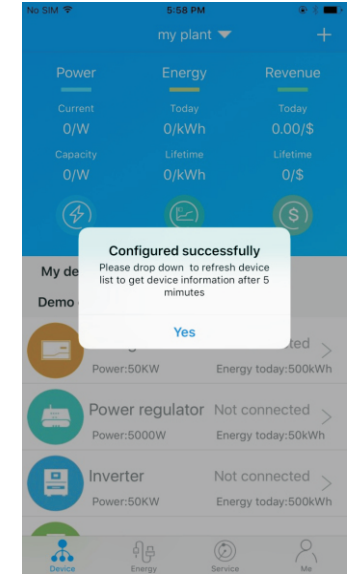 No SIM 5:58 PM
my plant
Power Energy Revenue
Current Today Today
0/W 0/kWh 0.00/$
Capacity Lifetime Lifetime
0/W 0/kWh 0/$
$
Configured successfully
Please drop down to refresh device
list to get device information after 5
mimutes
Yes
My de
Demo
ted
Power:50KW Energy today:500kWh
Power regulator Not connected
Power:5000W Energy today:50kWh
Inverter Not connected
Power:50KW Energy today:500kWh
Device Energy Service Me